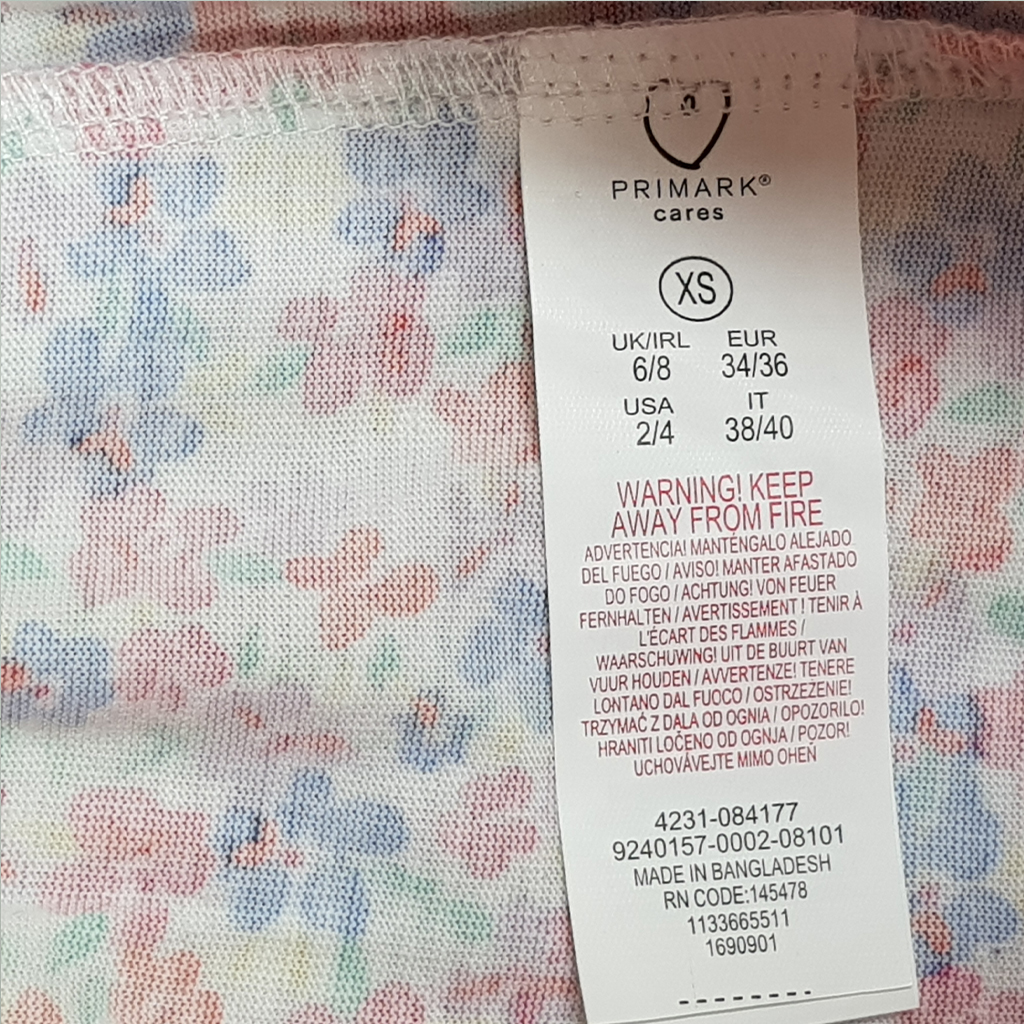 PRIMARK®
cares
XS
UK/IRL EUR
6/8 34/36
USA IT
2/4 38/40
WARNING! KEEP
AWAY FROM FIRE
ADVERTENCIA! MANTÉNGALO ALEJADO
DEL FUEGO / AVISO! MANTER AFASTADO
DO FOGO / ACHTUNG! VON FEUER
FERNHALTEN / AVERTISSEMENT ! TENIR À
L'ÉCART DES FLAMMES /
WAARSCHUWING! UIT DE BUURT VAN
VUUR HOUDEN / AVVERTENZE! TENERE
LONTANO DAL FUOCO / OSTRZEZENIE!
TRZYMAĆ Z DALA OD OGNIA / OPOZORILO!
HRANITI LOČENO OD OGNJA / POZOR!
UCHOVÁVEJTE MIMO OHEŇ
4231-084177
9240157-0002-08101
MADE IN BANGLADESH
RN CODE:145478
1133665511
1690901